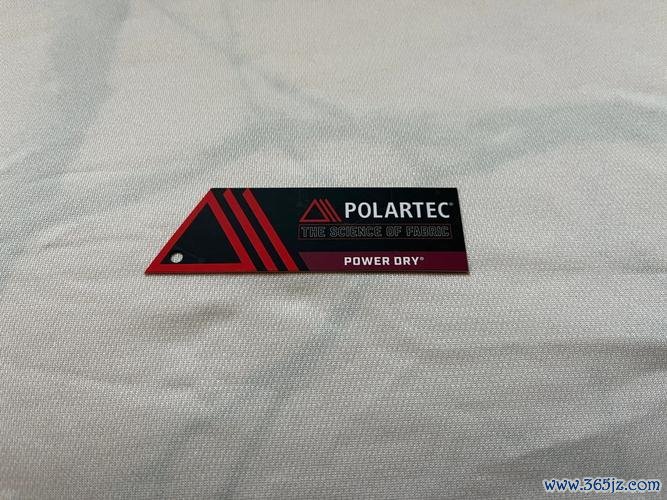 POLARTEC®
THE SCIENCE OF FABRIC
POWER DRY®
www.365jz.com